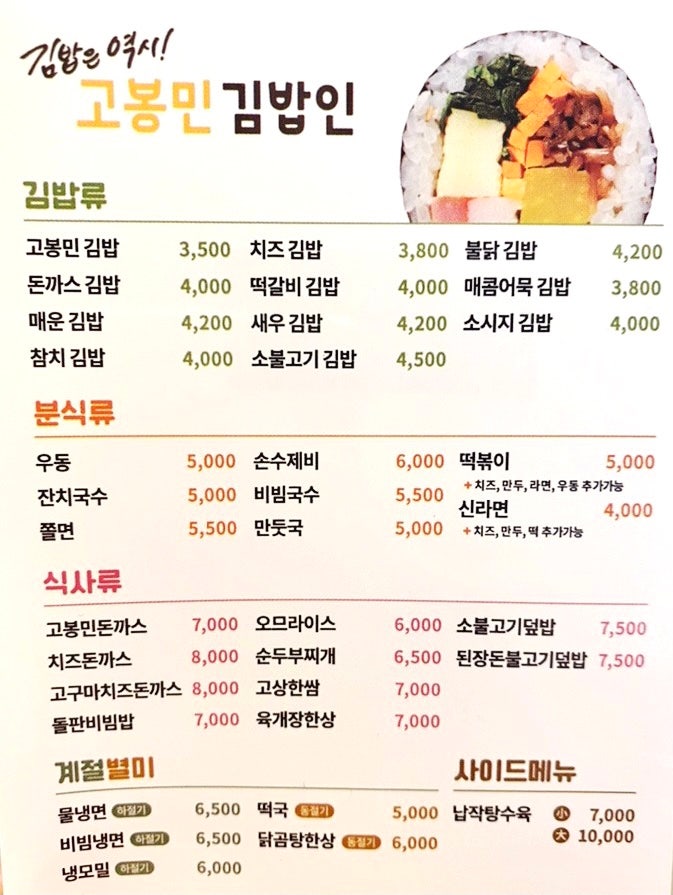 김밥은 역시!
고봉민 김밥인
김밥류
고봉민 김밥 3,500 치즈 김밥 3,800 불닭 김밥 4,200
돈까스 김밥 4,000 떡갈비 김밥 4,000 매콤어묵 김밥 3,800
매운 김밥 4,200 새우 김밥 4,200 소시지 김밥 4,000
참치 김밥 4,000 소불고기 김밥 4,500
분식류
우동 5,000 손수제비 6,000 떡볶이 5,000
+ 치즈, 만두, 라면, 우동 추가가능
잔치국수 5,000 비빔국수 5,500 신라면 4,000
쫄면 5,500 만둣국 5,000 + 치즈, 만두, 떡 추가가능
식사류
고봉민돈까스 7,000 오므라이스 6,000 소불고기덮밥 7,500
치즈돈까스 8,000 순두부찌개 6,500 된장돈불고기덮밥 7,500
고구마치즈돈까스 8,000 고상한쌈 7,000
돌판비빔밥 7,000 육개장한상 7,000
계절별미 사이드메뉴
물냉면 하절기 6,500 떡국 동절기 5,000 납작탕수육 小 7,000
비빔냉면 하절기 6,500 닭곰탕한상 동절기 6,000 大 10,000
냉모밀 하절기 6,000